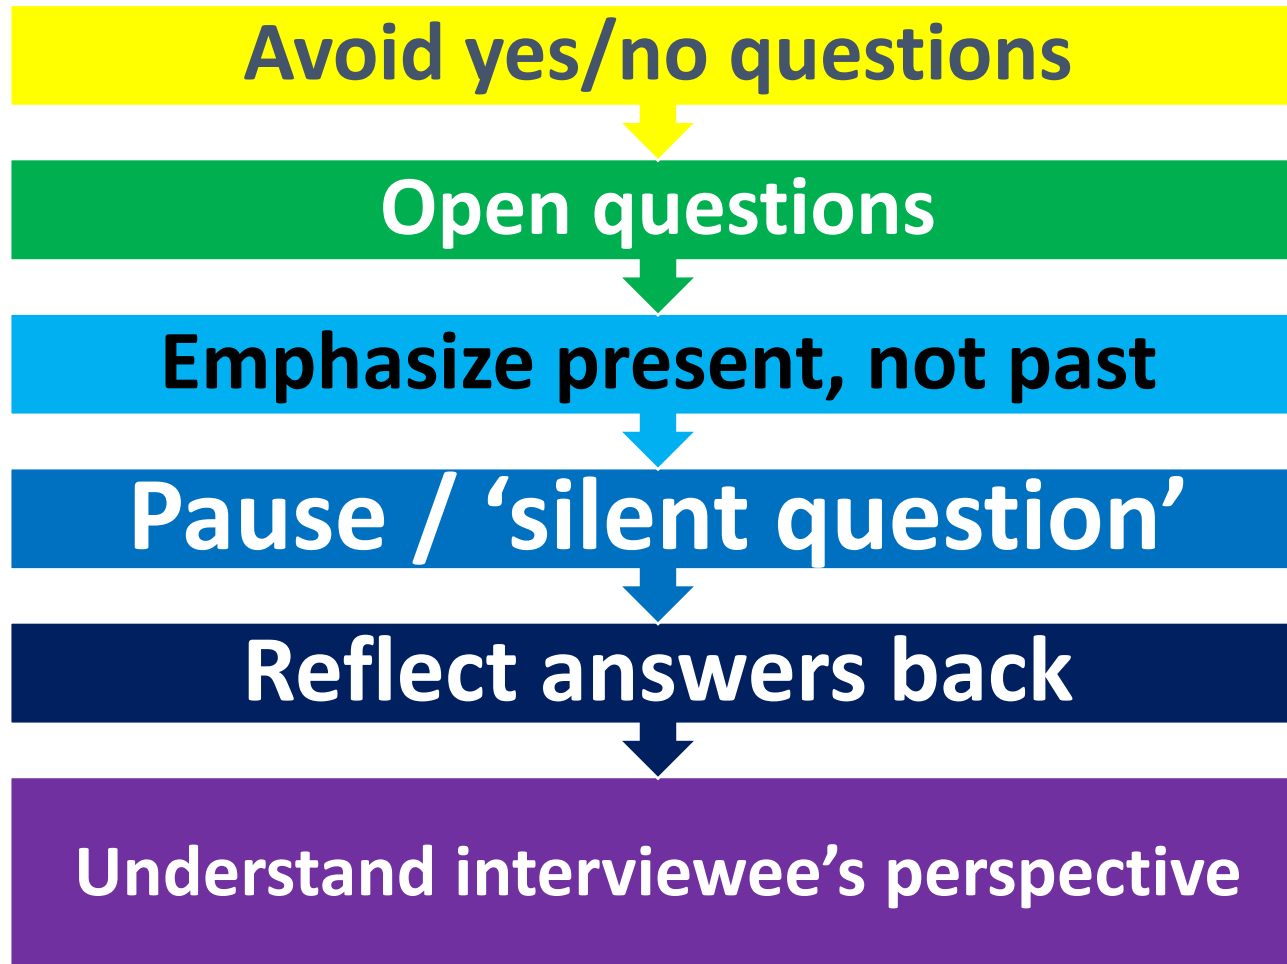 Avoid yes/no questions
Open questions
Emphasize present, not past
Pause / ‘silent question’
Reflect answers back
Understand interviewee’s perspective